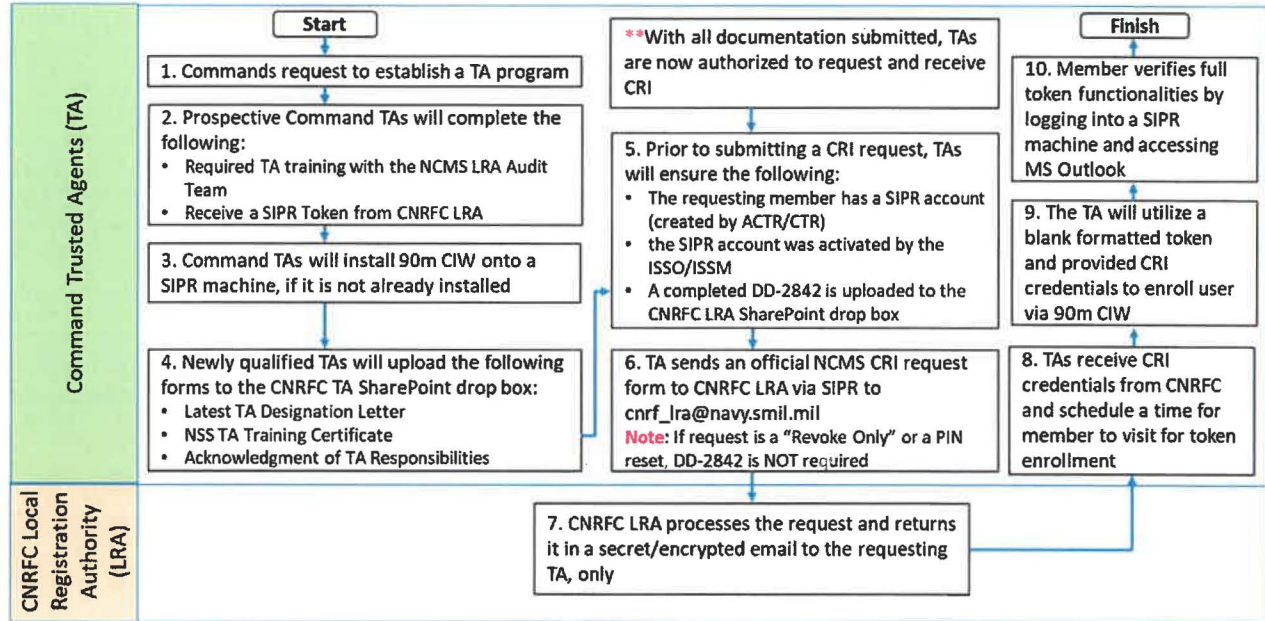 Command Trusted Agents (TA)
Start
1. Commands request to establish a TA program
2. Prospective Command TAs will complete the
following:
• Required TA training with the NCMS LRA Audit
Team
• Receive a SIPR Token from CNRFC LRA
3. Command TAs will install 90m CIW onto a
SIPR machine, if it is not already installed
4. Newly qualified TAs will upload the following
forms to the CNRFC TA SharePoint drop box:
• Latest TA Designation Letter
• NSS TA Training Certificate
• Acknowledgment of TA Responsibilities
**With all documentation submitted, TAs
are now authorized to request and receive
CRI
5. Prior to submitting a CRI request, TAs
will ensure the following:
• The requesting member has a SIPR account
(created by ACTR/CTR)
• the SIPR account was activated by the
ISSO/ISSM
• A completed DD-2842 is uploaded to the
CNRFC LRA SharePoint drop box
6. TA sends an official NCMS CRI request
form to CNRFC LRA via SIPR to
cnrf_lra@navy.smil.mil
Note: If request is a “Revoke Only” or a PIN
reset, DD-2842 is NOT required
CNRFC Local
Registration
Authority
(LRA)
7. CNRFC LRA processes the request and returns
it in a secret/encrypted email to the requesting
TA, only
8. TAs receive CRI
credentials from CNRFC
and schedule a time for
member to visit for token
enrollment
9. The TA will utilize a
blank formatted token
and provided CRI
credentials to enroll user
via 90m CIW
10. Member verifies full
token functionalities by
logging into a SIPR
machine and accessing
MS Outlook
Finish